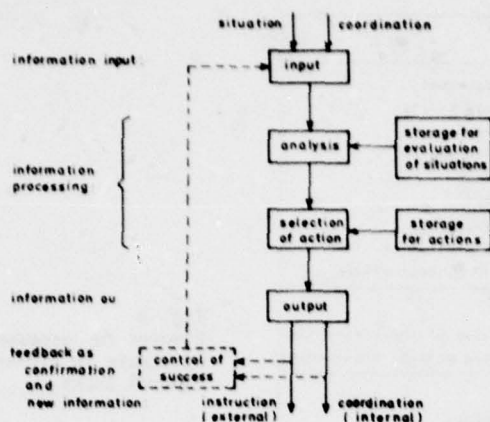 situation coordination
information input
input
analysis
storage for
evaluation
of situations
information
processing
selection
of action
storage
for actions
information ou
output
feedback as
confirmation
and
new information
control of
success
instruction
(external)
coordination
(internal)